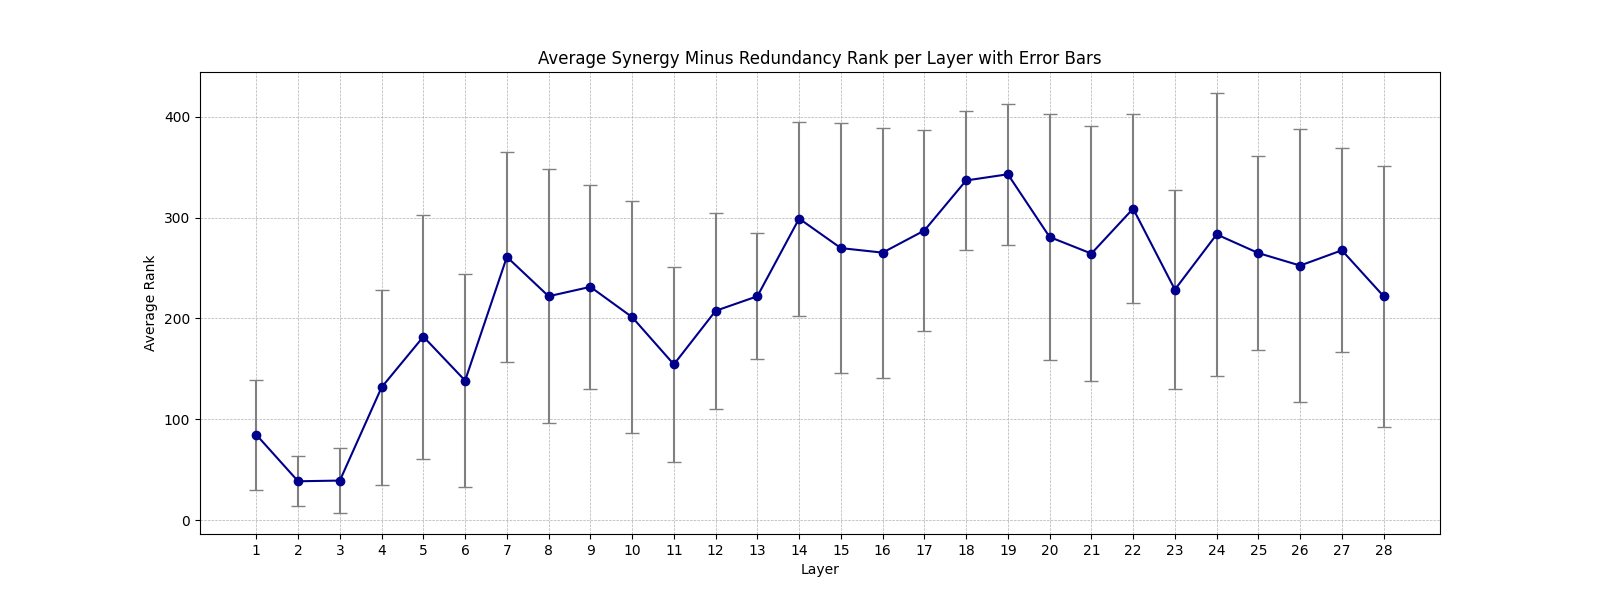 Average Synergy Minus Redundancy Rank per Layer with Error Bars
400
300
200
100
0
Average Rank
1 2 3 4 5 6 7 8 9 10 11 12 13 14 15 16 17 18 19 20 21 22 23 24 25 26 27 28
Layer